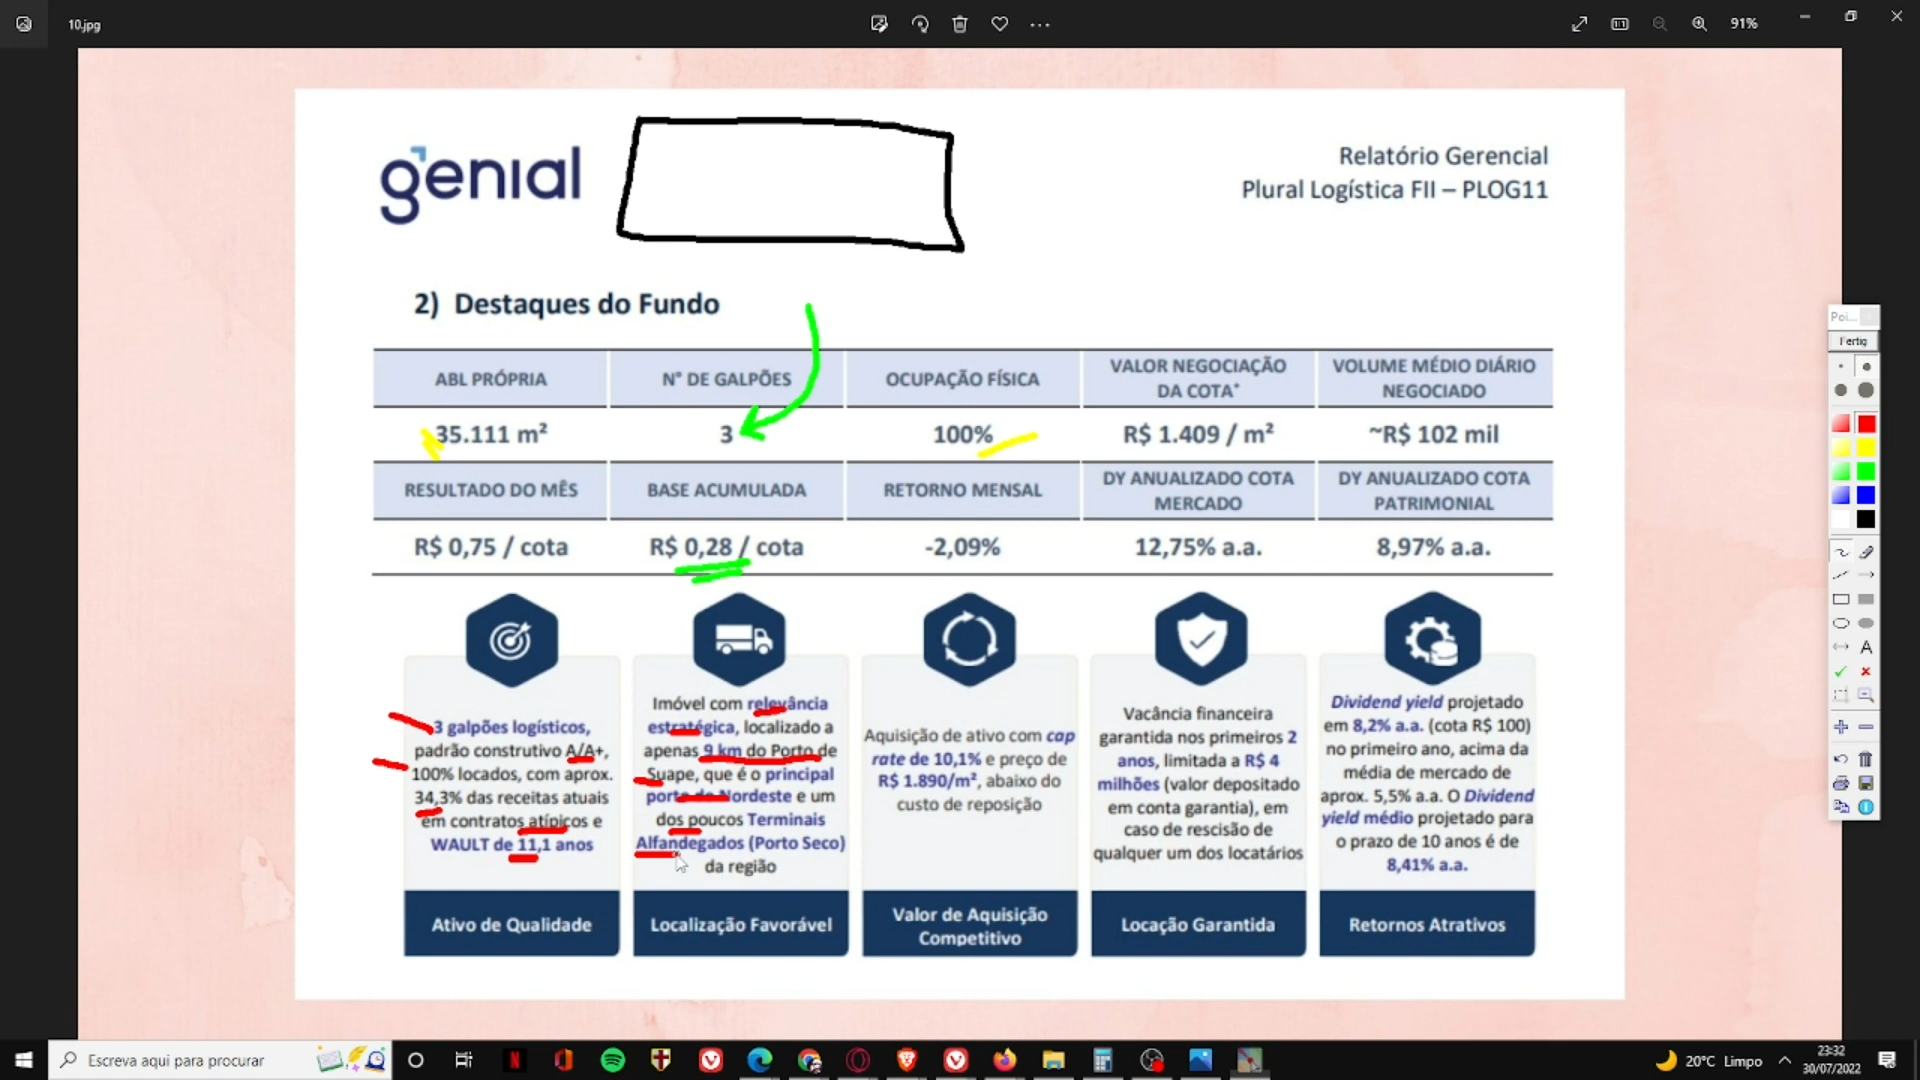 10.jpg
91%
genial
Relatório Gerencial
Plural Logística FII – PLOG11
2) Destaques do Fundo
ABL PRÓPRIA
N° DE GALPÕES
OCUPAÇÃO FÍSICA
VALOR NEGOCIAÇÃO
DA COTA*
VOLUME MÉDIO DIÁRIO
NEGOCIADO
35.111 m²
3
100%
R$ 1.409 / m²
~R$ 102 mil
RESULTADO DO MÊS
BASE ACUMULADA
RETORNO MENSAL
DY ANUALIZADO COTA
MERCADO
DY ANUALIZADO COTA
PATRIMONIAL
R$ 0,75 / cota
R$ 0,28 / cota
-2,09%
12,75% a.a.
8,97% a.a.
3 galpões logísticos,
padrão construtivo A/A+,
100% locados, com aprox.
34,3% das receitas atuais
em contratos atípicos e
WAULT de 11,1 anos
Ativo de Qualidade
Imóvel com relevância
estratégica, localizado a
apenas 9 km do Porto de
Suape, que é o principal
porto do Nordeste e um
dos poucos Terminais
Alfandegados (Porto Seco)
da região
Localização Favorável
Aquisição de ativo com cap
rate de 10,1% e preço de
R$ 1.890/m², abaixo do
custo de reposição
Valor de Aquisição
Competitivo
Vacância financeira
garantida nos primeiros 2
anos, limitada a R$ 4
milhões (valor depositado
em conta garantia), em
caso de rescisão de
qualquer um dos locatários
Locação Garantida
Dividend yield projetado
em 8,2% a.a. (cota R$ 100)
no primeiro ano, acima da
média de mercado de
aprox. 5,5% a.a. O Dividend
yield médio projetado para
o prazo de 10 anos é de
8,41% a.a.
Retornos Atrativos
Poi...
Fertig
A
Escreva aqui para procurar
20°C Limpo
23:32
30/07/2022